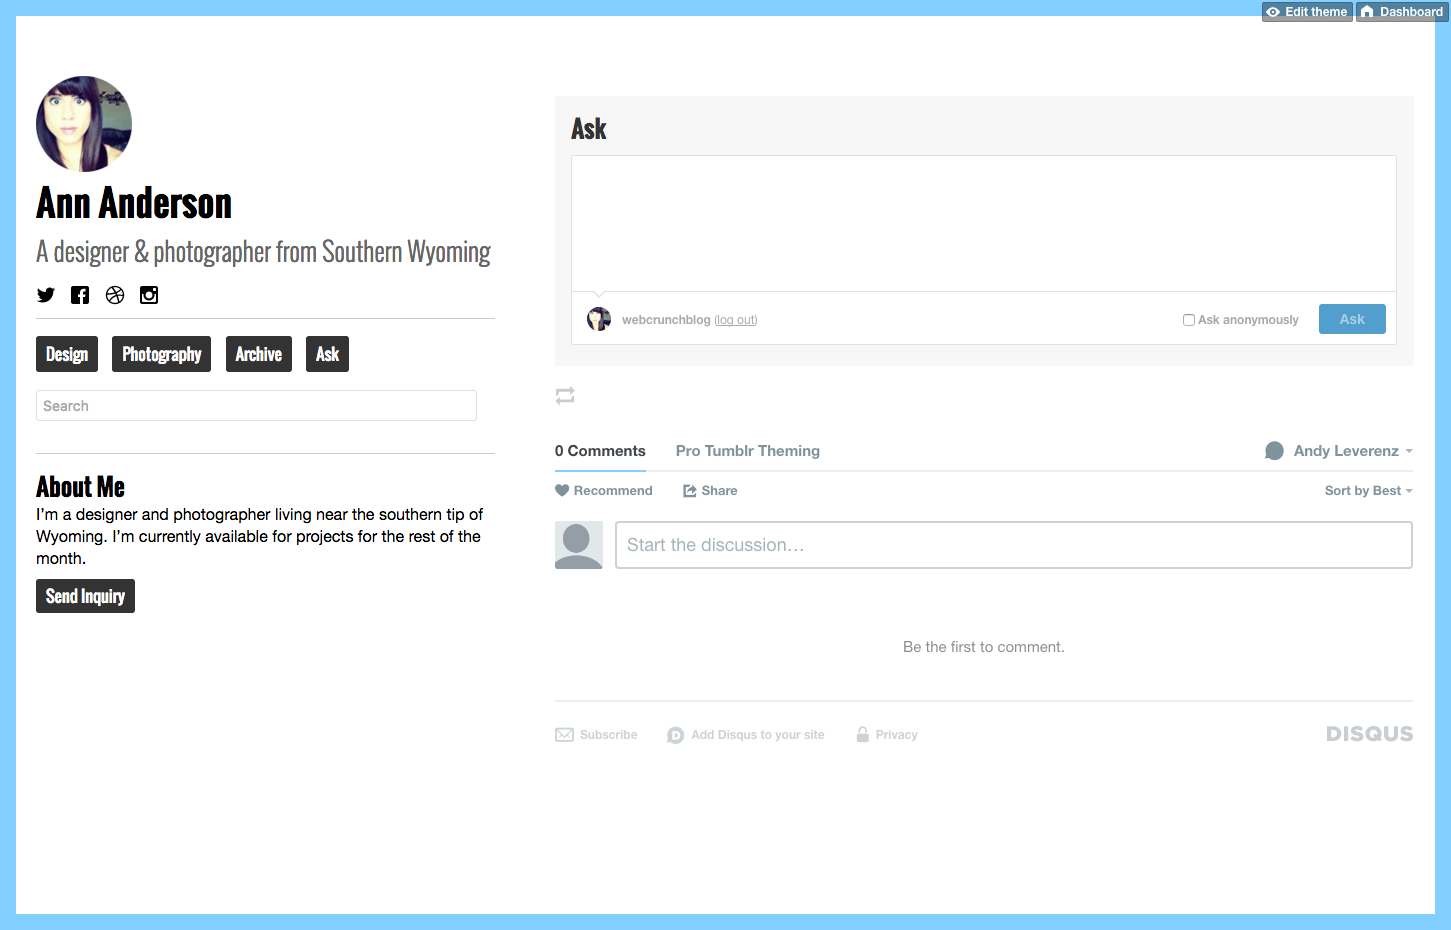 Edit theme Dashboard
Ann Anderson
A designer & photographer from Southern Wyoming
Design Photography Archive Ask
Search
About Me
I'm a designer and photographer living near the southern tip of
Wyoming. I'm currently available for projects for the rest of the
month.
Send Inquiry
Ask
webcrunchblog (log out) Ask anonymously Ask
0 Comments Pro Tumblr Theming Andy Leverenz
Recommend Share Sort by Best
Start the discussion…
Be the first to comment.
Subscribe Add Disqus to your site Privacy DISQUS